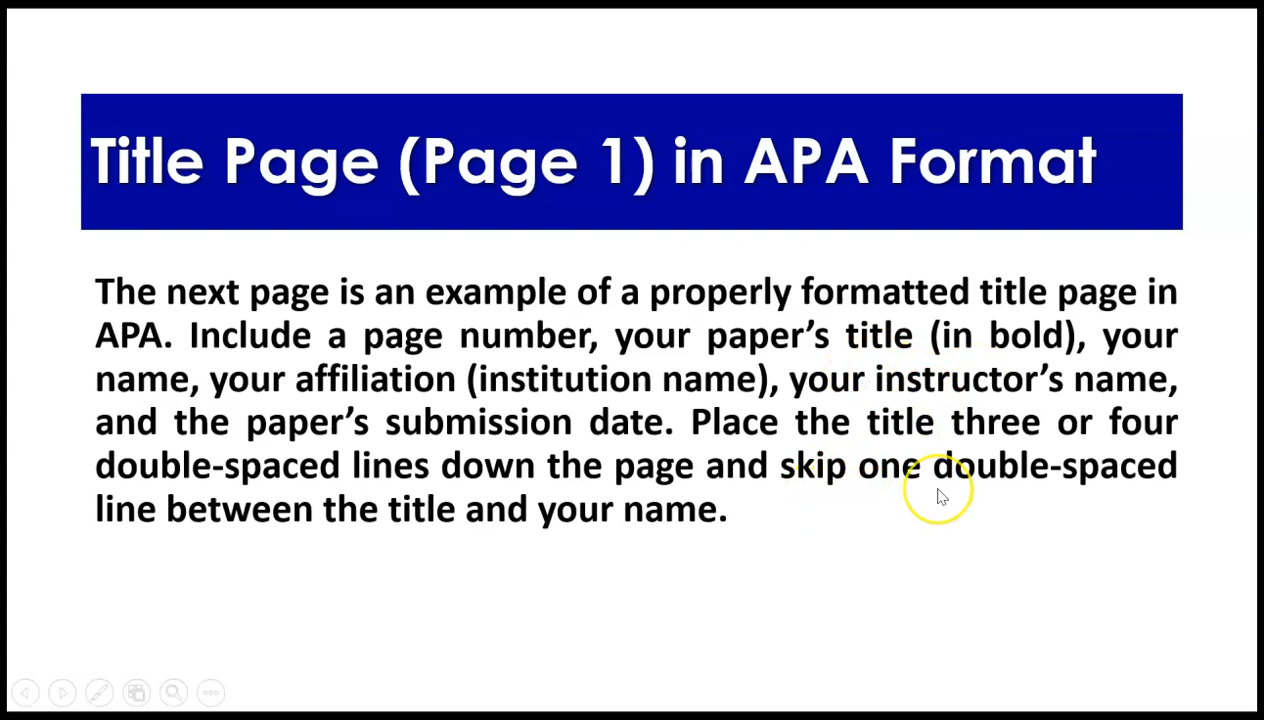 Title Page (Page 1) in APA Format
The next page is an example of a properly formatted title page in
APA. Include a page number, your paper’s title (in bold), your
name, your affiliation (institution name), your instructor’s name,
and the paper’s submission date. Place the title three or four
double-spaced lines down the page and skip one double-spaced
line between the title and your name.